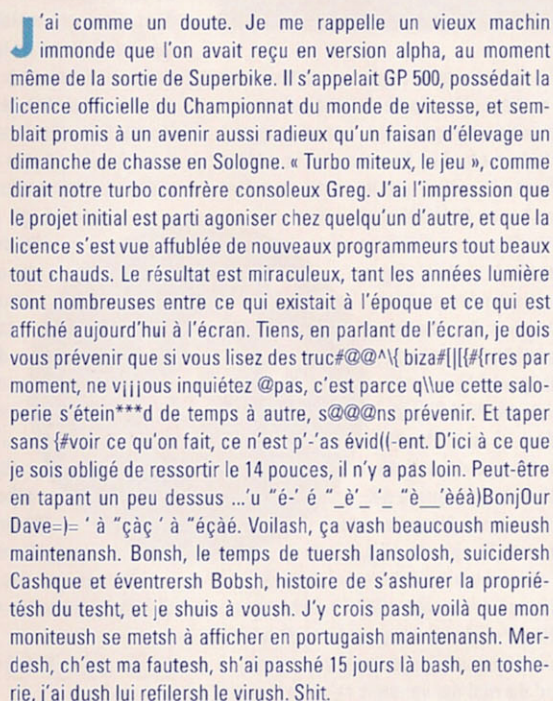 J'ai comme un doute. Je me rappelle un vieux machin
immonde que l'on avait reçu en version alpha, au moment
même de la sortie de Superbike. Il s'appelait GP 500, possédait la
licence officielle du Championnat du monde de vitesse, et sem-
blait promis à un avenir aussi radieux qu'un faisan d'élevage un
dimanche de chasse en Sologne. « Turbo miteux, le jeu », comme
dirait notre turbo confrère consoleux Greg. J'ai l'impression que
le projet initial est parti agoniser chez quelqu'un d'autre, et que la
licence s'est vue affublée de nouveaux programmeurs tout beaux
tout chauds. Le résultat est miraculeux, tant les années lumière
sont nombreuses entre ce qui existait à l'époque et ce qui est
affiché aujourd'hui à l'écran. Tiens, en parlant de l'écran, je dois
vous prévenir que si vous lisez des truc#@@^\{ biza#[|[{#{rres par
moment, ne v¡¡¡ous inquiétez @pas, c'est parce q\\ue cette salo-
perie s'étein***d de temps à autre, s@@@ns prévenir. Et taper
sans {#voir ce qu'on fait, ce n'est p'-'as évid((-ent. D'ici à ce que
je sois obligé de ressortir le 14 pouces, il n'y a pas loin. Peut-être
en tapant un peu dessus ...'u "é-' é "_è'_ '_ "è__'èéà)BonjOur
Dave=)= ' à "çàç ' à "éçàé. Voilash, ça vash beaucoush mieush
maintenansh. Bonsh, le temps de tuersh Iansolosh, suicidersh
Cashque et éventrersh Bobsh, histoire de s'ashurer la proprié-
tésh du tesht, et je shuis à voush. J'y crois pash, voilà que mon
moniteush se metsh à afficher en portugaish maintenansh. Mer-
desh, ch'est ma fautesh, sh'ai passhé 15 jours là bash, en toshe-
rie, j'ai dush lui refilersh le virush. Shit.